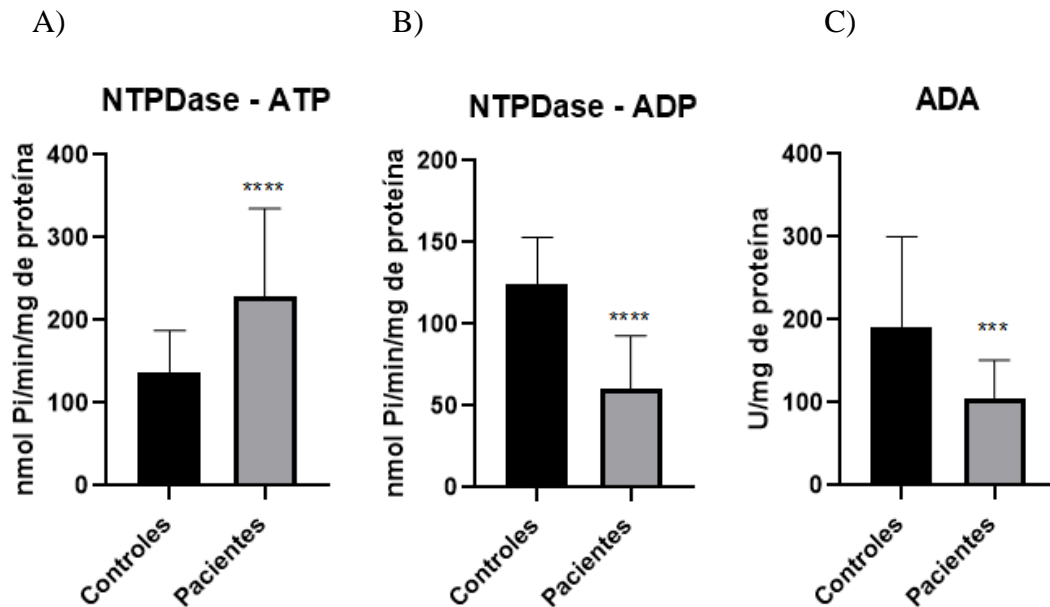 A)
NTPDase - ATP
nmol Pi/min/mg de proteína
400
300
200
100
0
****
Controles
Pacientes
B)
NTPDase - ADP
nmol Pi/min/mg de proteína
200
150
100
50
0
****
Controles
Pacientes
C)
ADA
U/mg de proteína
400
300
200
100
0
***
Controles
Pacientes